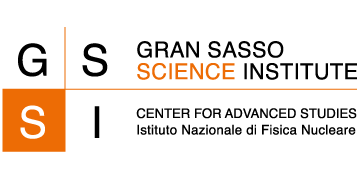 G S
S I
GRAN SASSO
SCIENCE INSTITUTE
CENTER FOR ADVANCED STUDIES
Istituto Nazionale di Fisica Nucleare